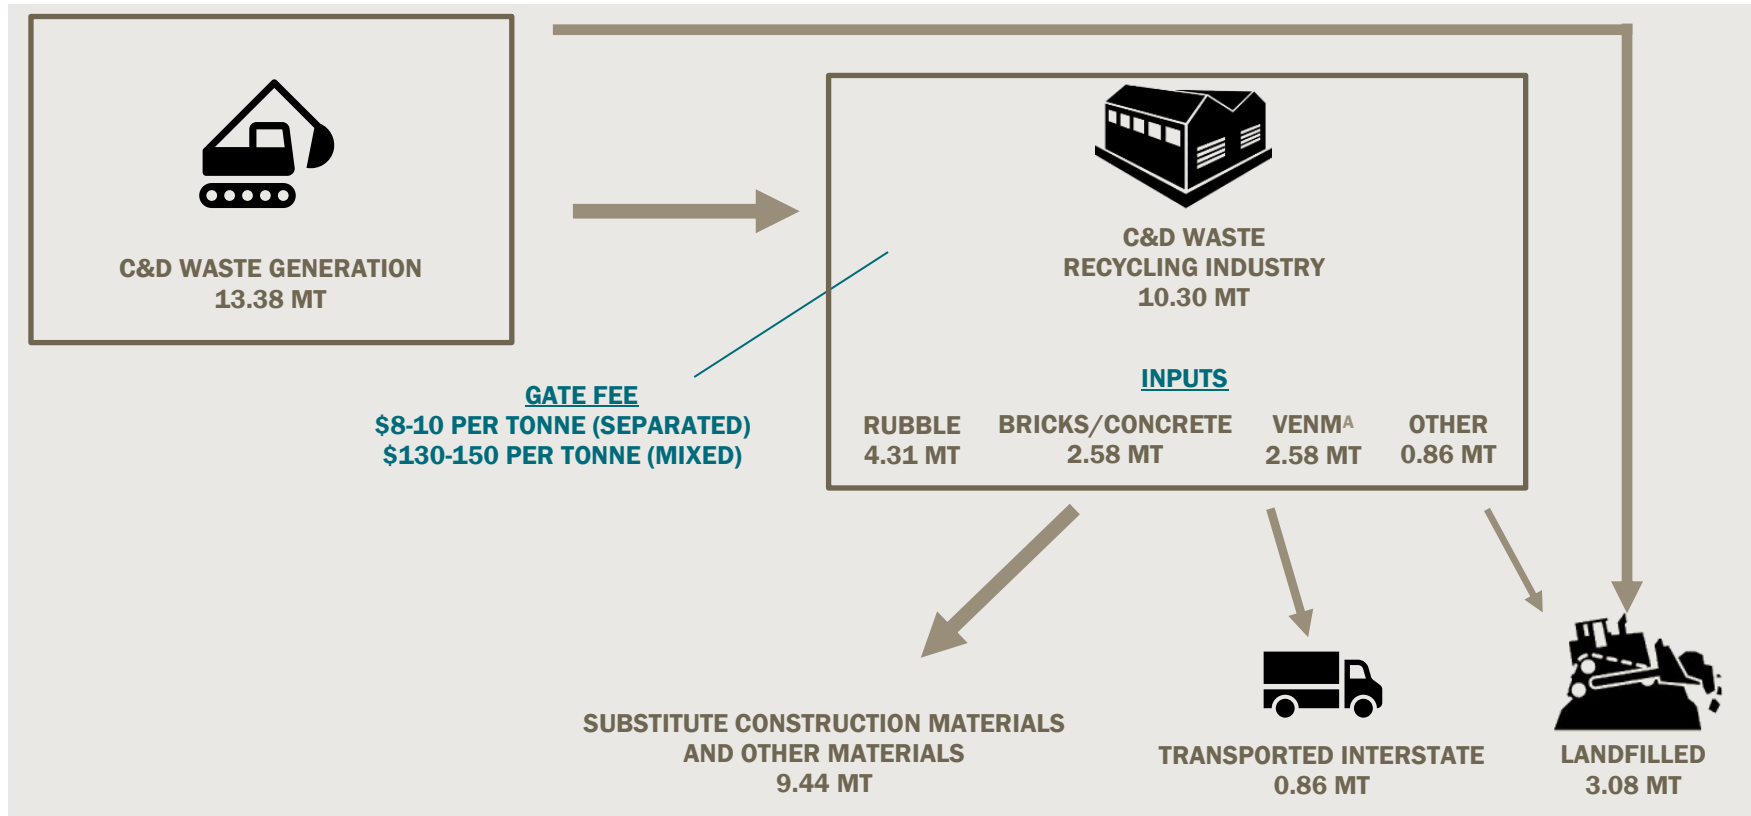 C&D WASTE GENERATION
13.38 MT
C&D WASTE
RECYCLING INDUSTRY
10.30 MT
GATE FEE
$8-10 PER TONNE (SEPARATED)
$130-150 PER TONNE (MIXED)
INPUTS
RUBBLE
4.31 MT
BRICKS/CONCRETE
2.58 MT
VENMᴬ
2.58 MT
OTHER
0.86 MT
SUBSTITUTE CONSTRUCTION MATERIALS
AND OTHER MATERIALS
9.44 MT
TRANSPORTED INTERSTATE
0.86 MT
LANDFILLED
3.08 MT